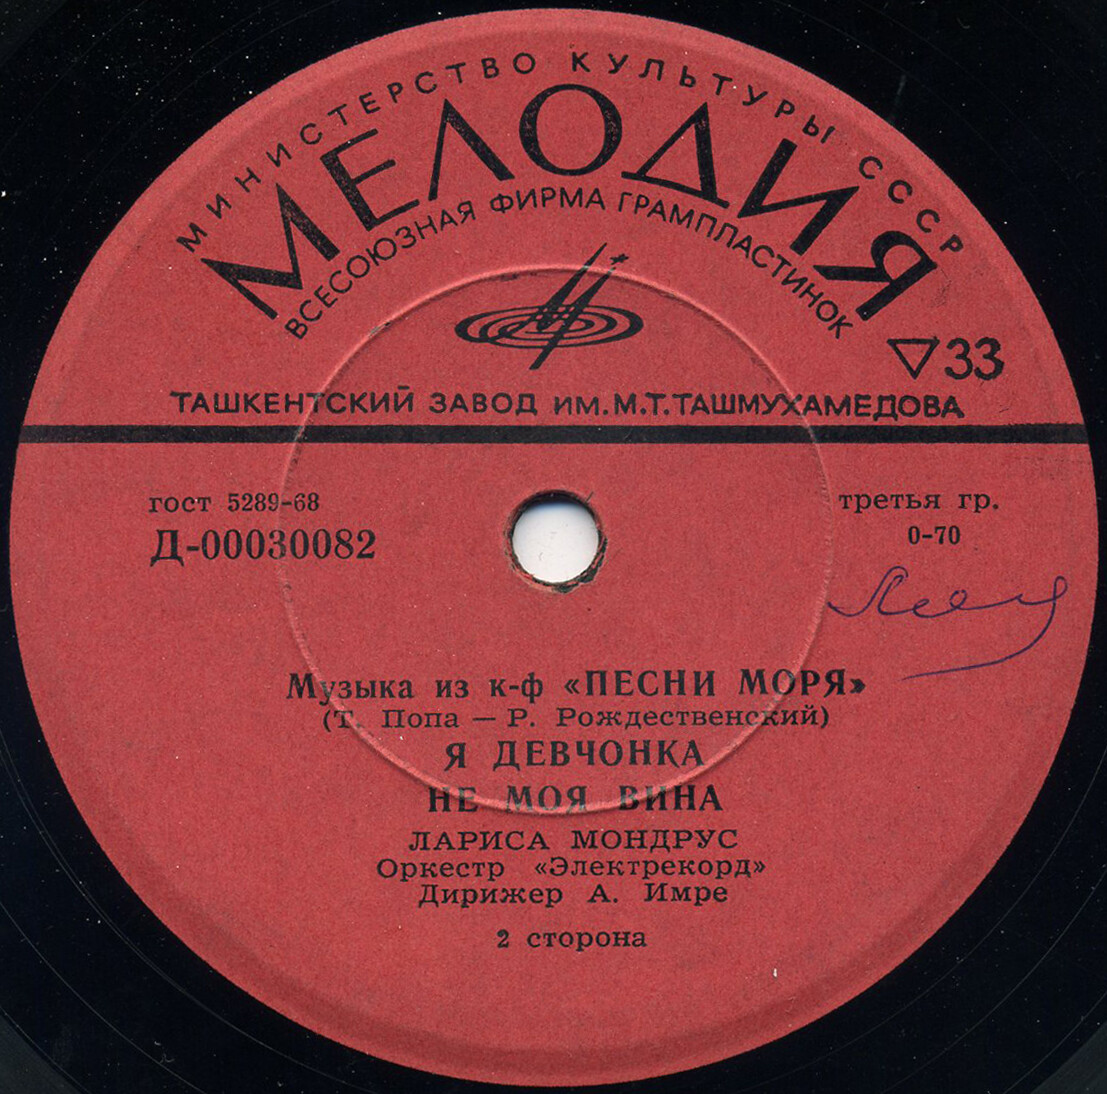 МИНИСТЕРСТВО КУЛЬТУРЫ СССР
МЕЛОДИЯ
ВСЕСОЮЗНАЯ ФИРМА ГРАМПЛАСТИНОК
33
ТАШКЕНТСКИЙ ЗАВОД ИМ. М.Т. ТАШМУХАМЕДОВА
гост 5289-68
третья гр.
Д-00030082
0-70
Музыка из к-ф «ПЕСНИ МОРЯ»
(Т. Попа — Р. Рождественский)
Я ДЕВЧОНКА
НЕ МОЯ ВИНА
ЛАРИСА МОНДРУС
Оркестр «Электрекорд»
Дирижер А. Имре
2 сторона